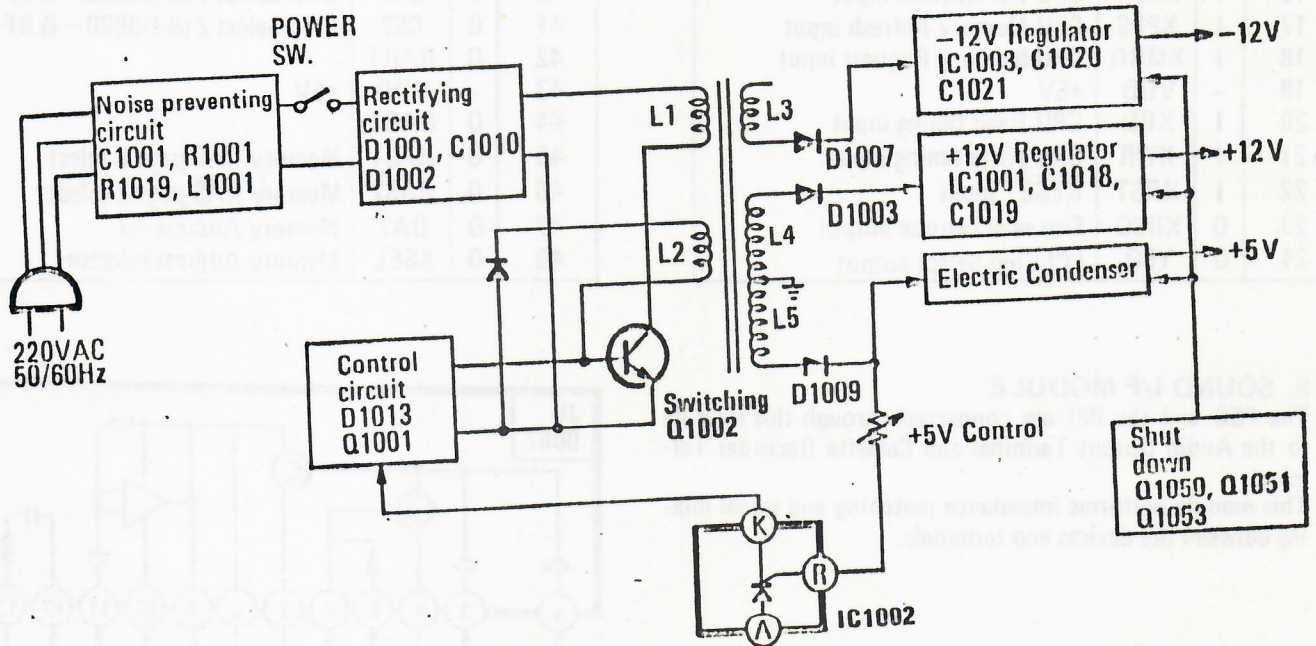 POWER
SW.
Noise preventing
circuit
C1001, R1001
R1019, L1001
Rectifying
circuit
D1001, C1010
D1002
220VAC
50/60Hz
L1
L2
L3
L4
L5
D1007
D1003
D1009
−12V Regulator
IC1003, C1020
C1021
−12V
+12V Regulator
IC1001, C1018,
C1019
+12V
Electric Condenser
+5V
Control
circuit
D1013
Q1001
Switching
Q1002
+5V Control
Shut
down
Q1050, Q1051
Q1053
K
R
A
IC1002
SOUND I/F MODULE